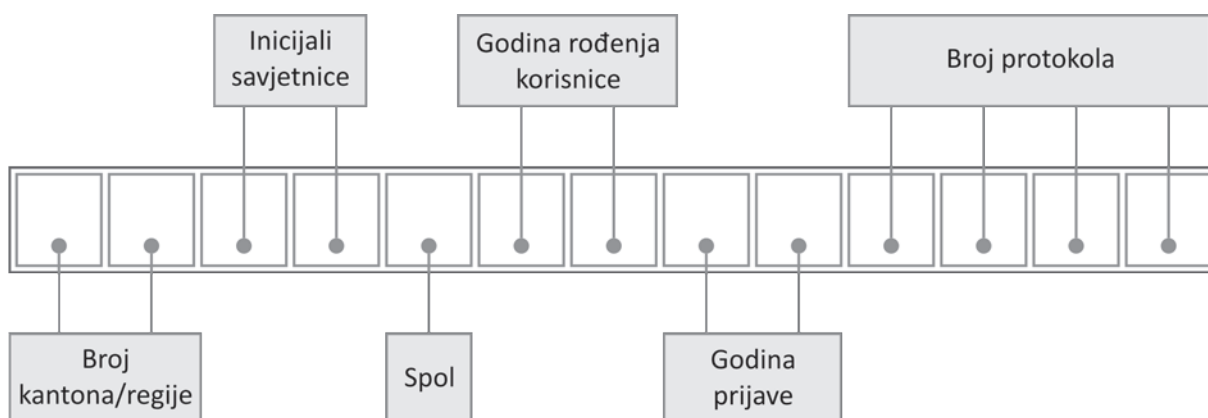 Inicijali
savjetnice
Godina rođenja
korisnice
Broj protokola
Broj
kantona/regije
Spol
Godina
prijave